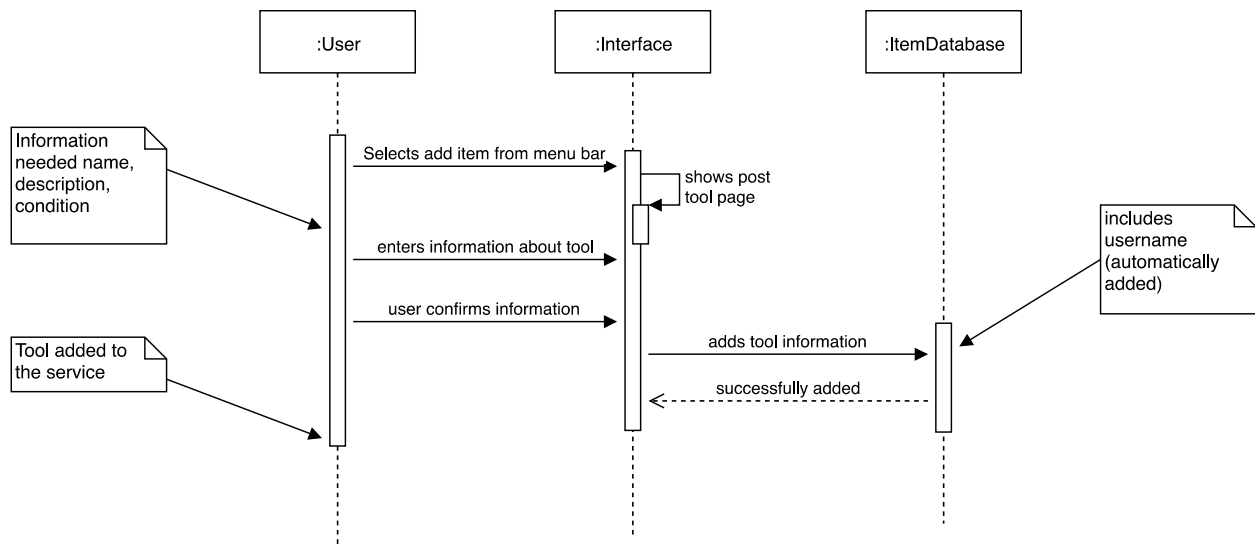 :User
:Interface
:ItemDatabase
Information
needed name,
description,
condition
Selects add item from menu bar
shows post
tool page
includes
username
(automatically
added)
enters information about tool
user confirms information
Tool added to
the service
adds tool information
successfully added